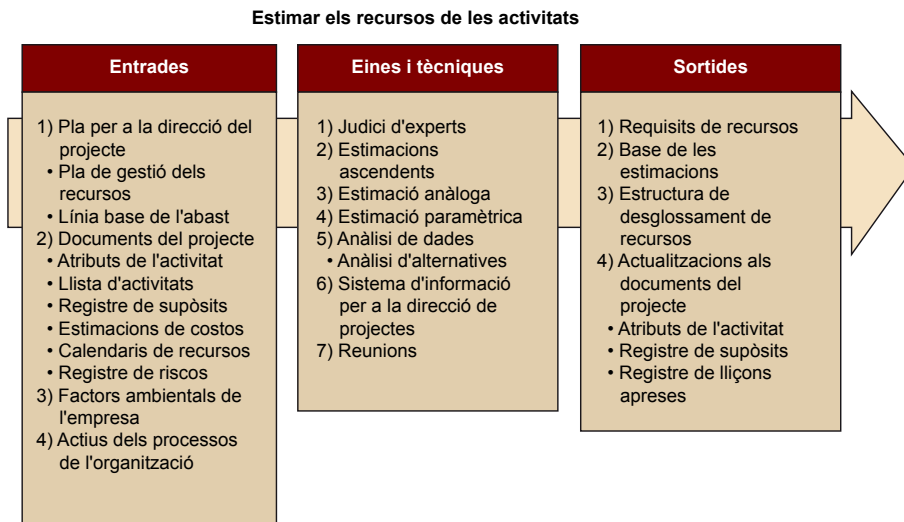 Estimar els recursos de les activitats
Entrades
1) Pla per a la direcció del
projecte
• Pla de gestió dels
recursos
• Línia base de l'abast
2) Documents del projecte
• Atributs de l'activitat
• Llista d'activitats
• Registre de supòsits
• Estimacions de costos
• Calendaris de recursos
• Registre de riscos
3) Factors ambientals de
l'empresa
4) Actius dels processos
de l'organització
Eines i tècniques
1) Judici d'experts
2) Estimacions
ascendents
3) Estimació anàloga
4) Estimació paramètrica
5) Anàlisi de dades
• Anàlisi d'alternatives
6) Sistema d'informació
per a la direcció de
projectes
7) Reunions
Sortides
1) Requisits de recursos
2) Base de les
estimacions
3) Estructura de
desglossament de
recursos
4) Actualitzacions als
documents del
projecte
• Atributs de l'activitat
• Registre de supòsits
• Registre de lliçons
apreses